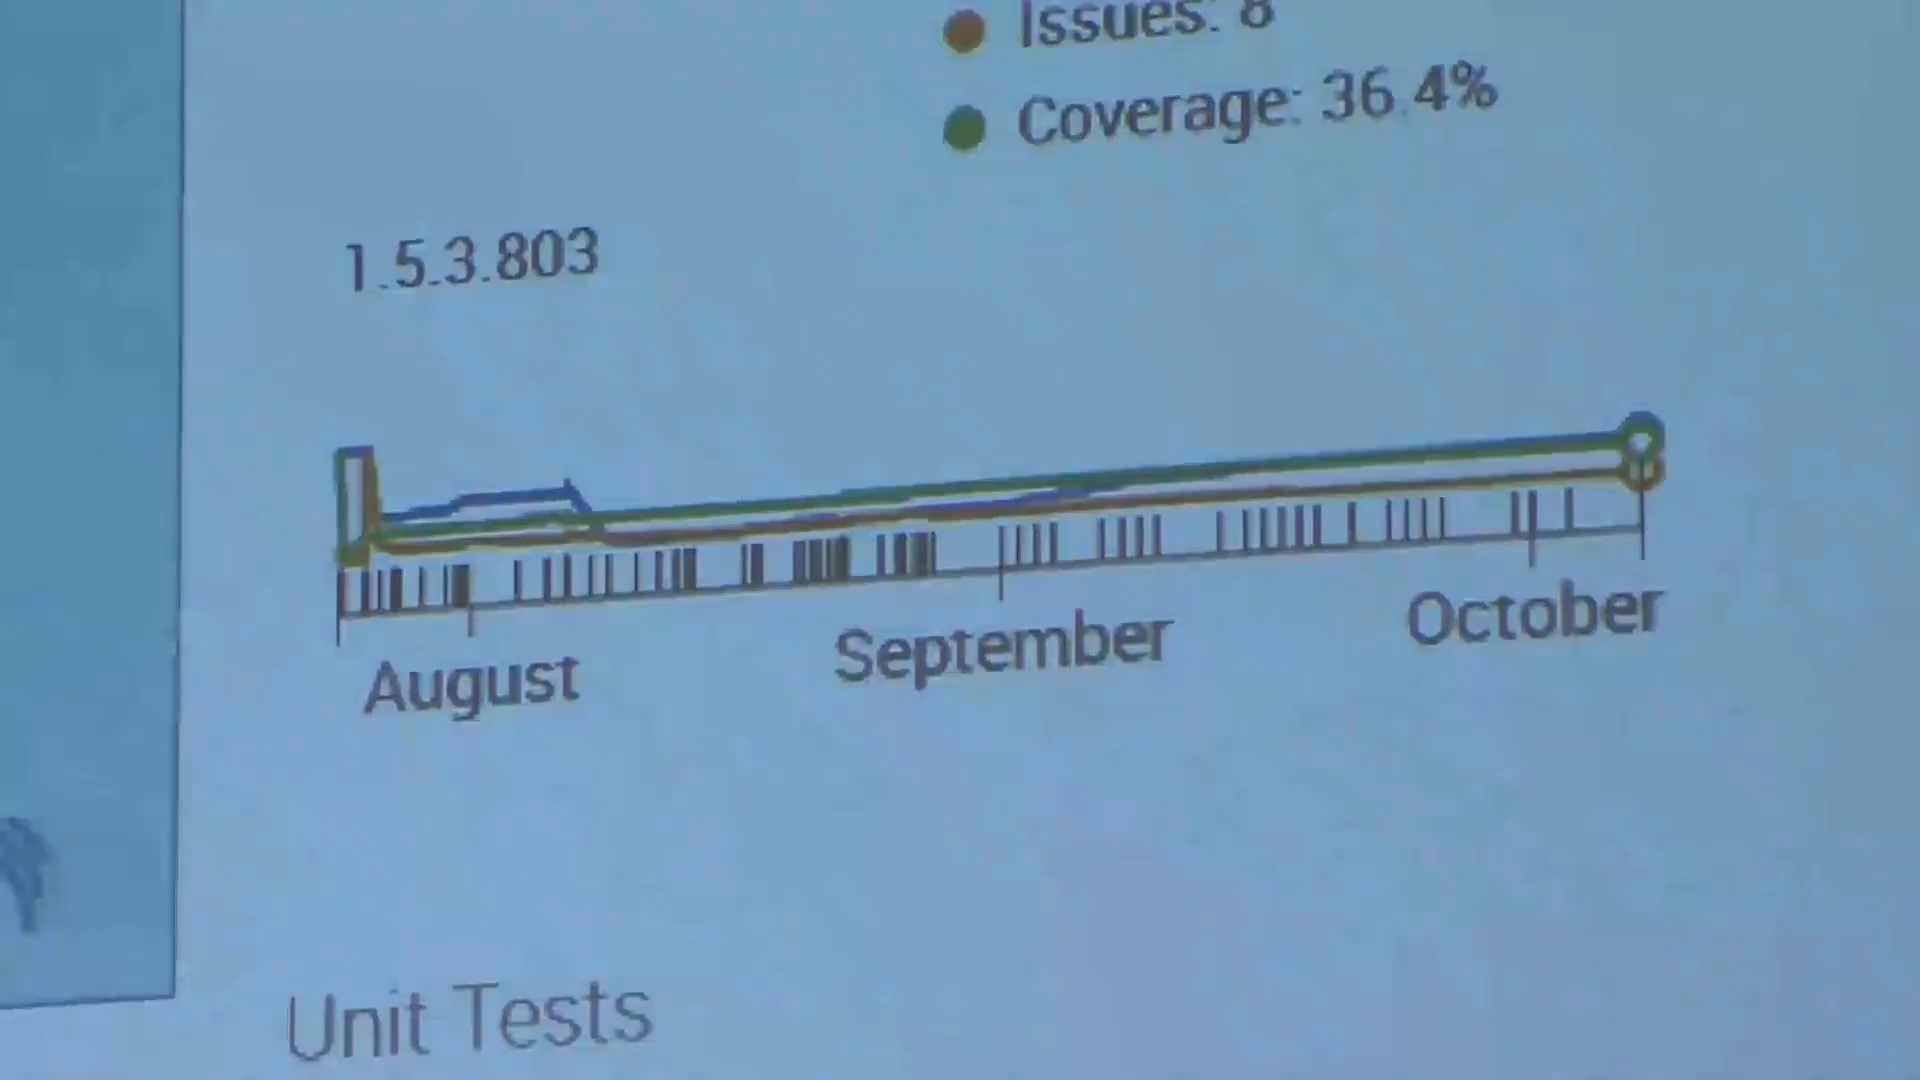 Issues: 8
Coverage: 36.4%
1.5.3.803
August September October
Unit Tests